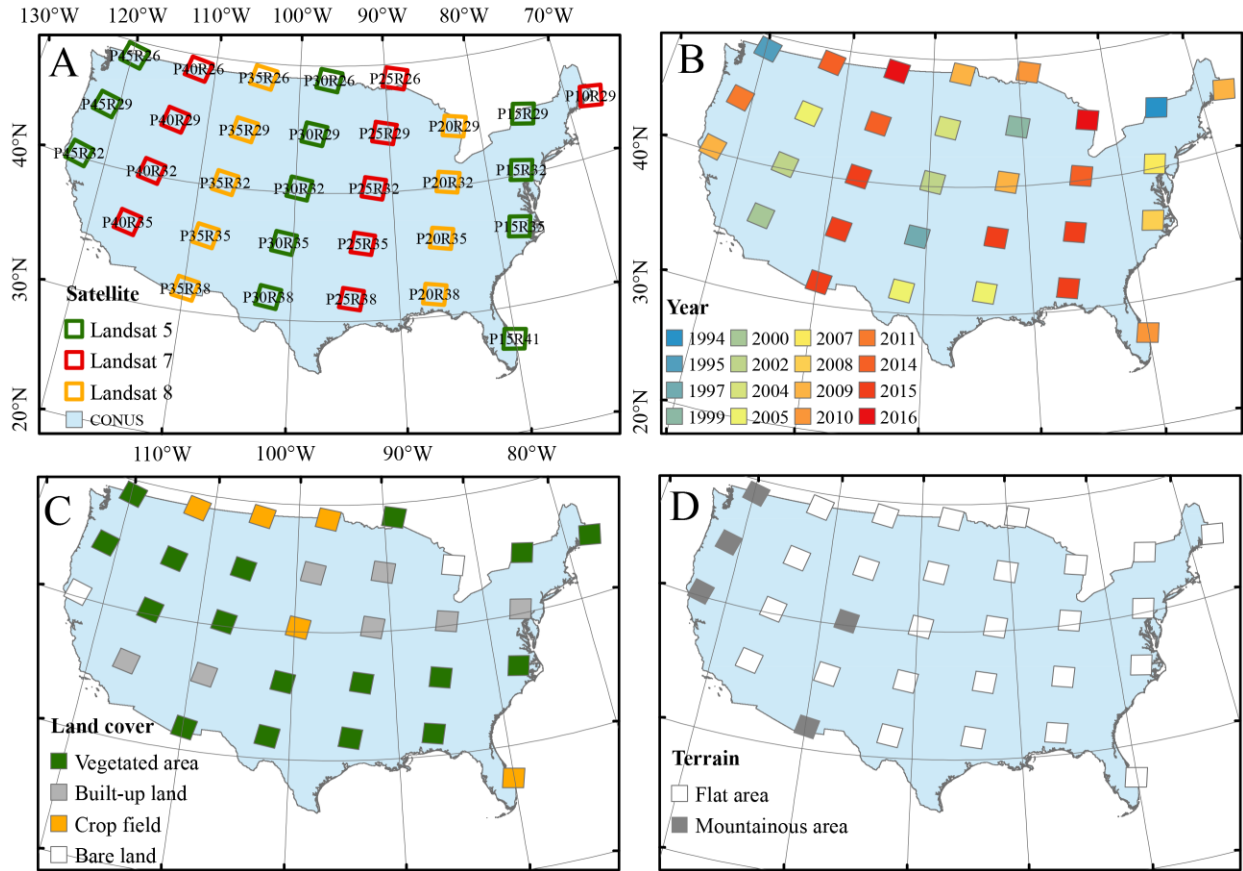 130°W 120°W 110°W 100°W 90°W 80°W 70°W
A
P45R26 P40R26 P35R26 P30R26 P25R26
P10R29
P45R29 P40R29 P35R29 P30R29 P25R29 P20R29 P15R29
P45R32 P40R32 P35R32 P30R32 P25R32 P20R32 P15R32
P40R35 P35R35 P30R35 P25R35 P20R35 P15R35
P35R38 P30R38 P25R38 P20R38
P15R41
40°N
30°N
20°N
Satellite
Landsat 5
Landsat 7
Landsat 8
CONUS
110°W 100°W 90°W 80°W
B
40°N
30°N
20°N
Year
1994 2000 2007 2011
1995 2002 2008 2014
1997 2004 2009 2015
1999 2005 2010 2016
C
Land cover
Vegetated area
Built-up land
Crop field
Bare land
D
Terrain
Flat area
Mountainous area